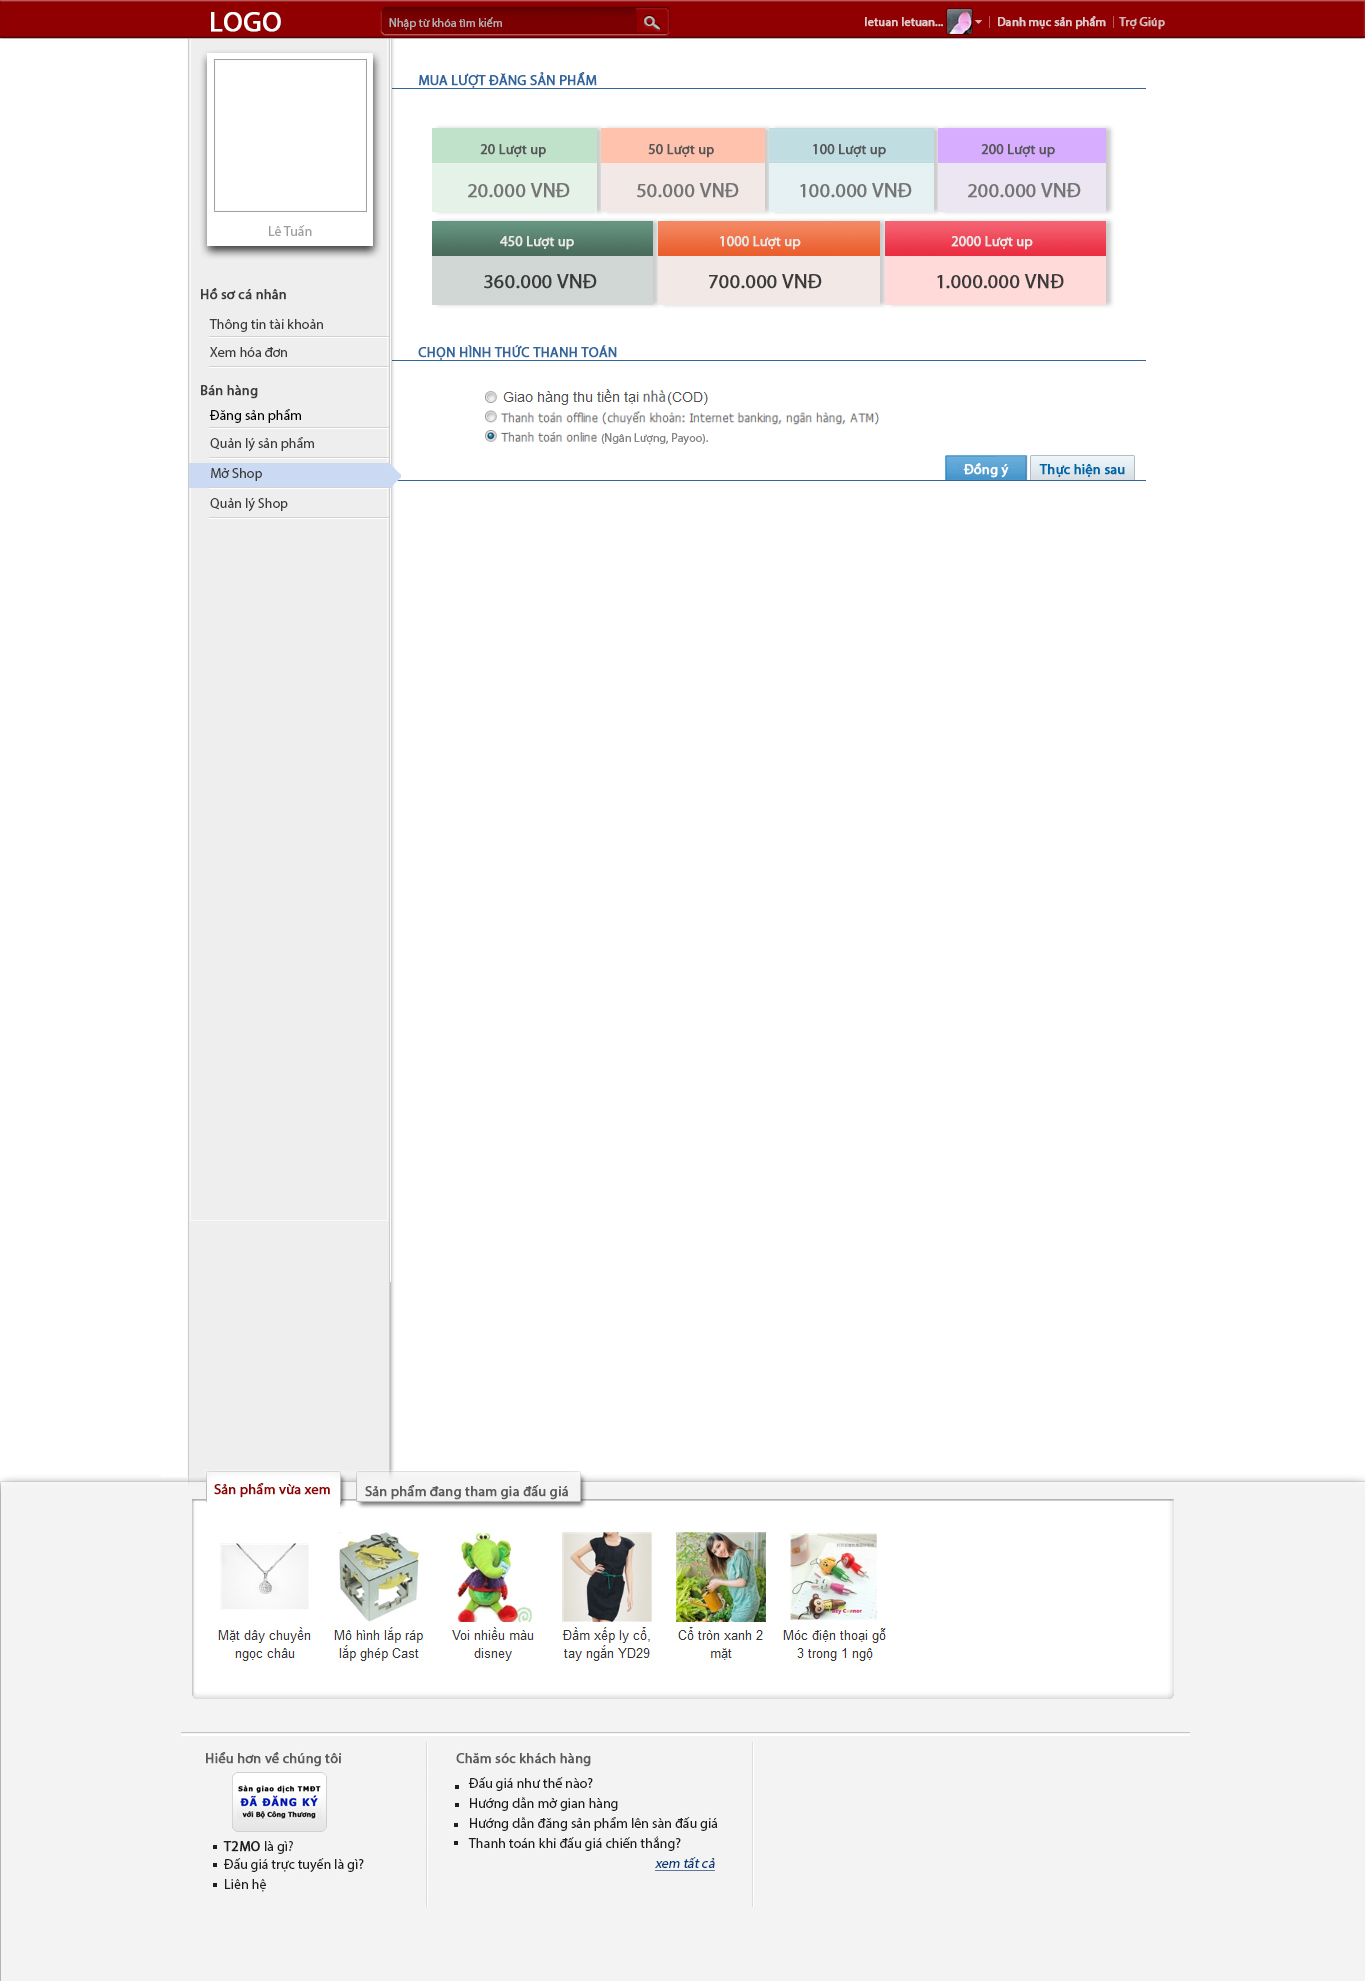 LOGO
Nhập từ khóa tìm kiếm
letuan letuan...
Danh mục sản phẩm
Trợ Giúp
Lê Tuấn
Hồ sơ cá nhân
Thông tin tài khoản
Xem hóa đơn
Bán hàng
Đăng sản phẩm
Quản lý sản phẩm
Mở Shop
Quản lý Shop
MUA LƯỢT ĐĂNG SẢN PHẨM
20 Lượt up
50 Lượt up
100 Lượt up
200 Lượt up
20.000 VNĐ
50.000 VNĐ
100.000 VNĐ
200.000 VNĐ
450 Lượt up
1000 Lượt up
2000 Lượt up
360.000 VNĐ
700.000 VNĐ
1.000.000 VNĐ
CHỌN HÌNH THỨC THANH TOÁN
Giao hàng thu tiền tại nhà(COD)
Thanh toán offline (chuyển khoản: Internet banking, ngân hàng, ATM)
Thanh toán online (Ngân Lượng, Payoo).
Đồng ý
Thực hiện sau
Sản phẩm vừa xem
Sản phẩm đang tham gia đấu giá
Mặt dây chuyền
ngọc châu
Mô hình lắp ráp
lắp ghép Cast
Voi nhiều màu
disney
Đầm xếp ly cổ,
tay ngắn YD29
Cổ tròn xanh 2
mặt
Móc điện thoại gỗ
3 trong 1 ngộ
Hiểu hơn về chúng tôi
Sàn giao dịch TMĐT
ĐÃ ĐĂNG KÝ
với Bộ Công Thương
T2MO là gì?
Đấu giá trực tuyến là gì?
Liên hệ
Chăm sóc khách hàng
Đấu giá như thế nào?
Hướng dẫn mở gian hàng
Hướng dẫn đăng sản phẩm lên sàn đấu giá
Thanh toán khi đấu giá chiến thắng?
xem tất cả